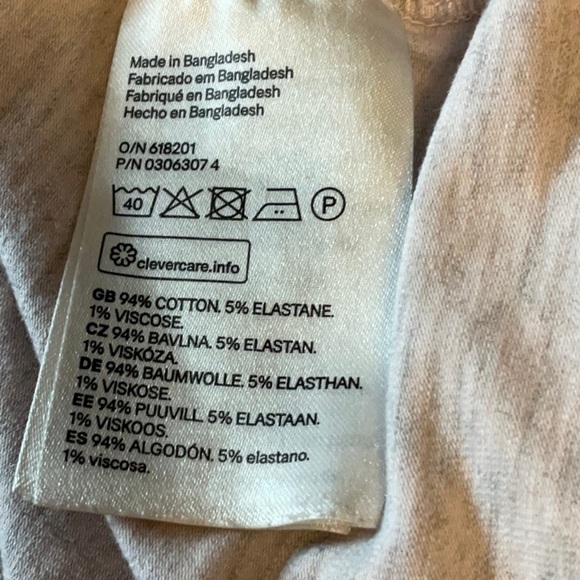 Made in Bangladesh
Fabricado em Bangladesh
Fabriqué en Bangladesh
Hecho en Bangladesh
O/N 618201
P/N 0306307 4
40 P
clevercare.info
GB 94% COTTON. 5% ELASTANE.
1% VISCOSE.
CZ 94% BAVLNA. 5% ELASTAN.
1% VISKÓZA.
DE 94% BAUMWOLLE. 5% ELASTHAN.
1% VISKOSE.
EE 94% PUUVILL. 5% ELASTAAN.
1% VISKOOS.
ES 94% ALGODÓN. 5% elastano.
1% viscosa.